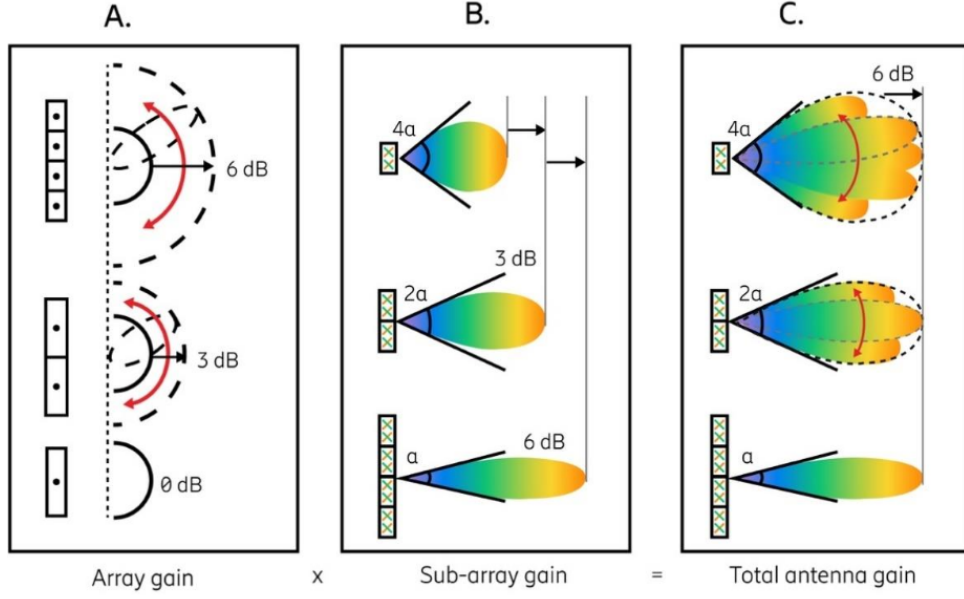 A.
B.
C.
6 dB
3 dB
0 dB
4α
3 dB
2α
6 dB
α
6 dB
4α
2α
α
Array gain
x
Sub-array gain
=
Total antenna gain